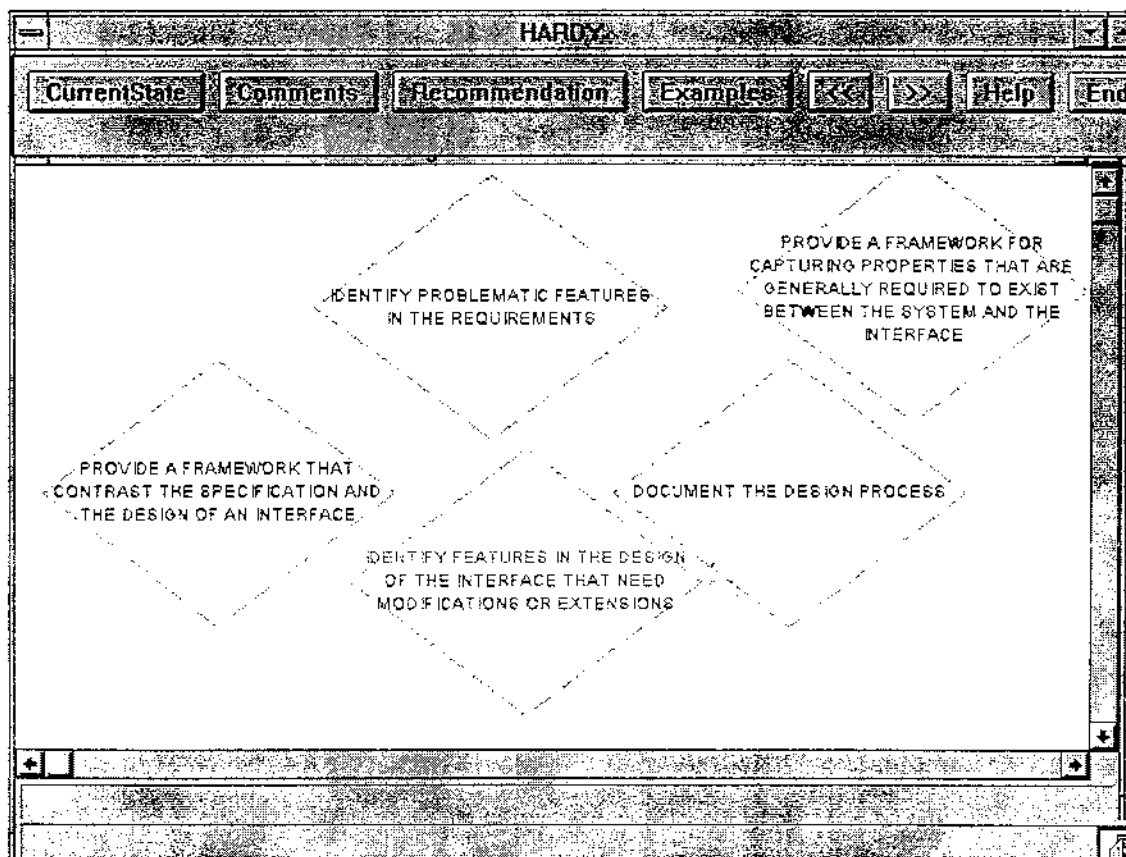 HARDY
CurrentState Comments Recommendation Examples << >> Help End
IDENTIFY PROBLEMATIC FEATURES
IN THE REQUIREMENTS
PROVIDE A FRAMEWORK FOR
CAPTURING PROPERTIES THAT ARE
GENERALLY REQUIRED TO EXIST
BETWEEN THE SYSTEM AND THE
INTERFACE
PROVIDE A FRAMEWORK THAT
CONTRAST THE SPECIFICATION AND
THE DESIGN OF AN INTERFACE
DOCUMENT THE DESIGN PROCESS
IDENTIFY FEATURES IN THE DESIGN
OF THE INTERFACE THAT NEED
MODIFICATIONS OR EXTENSIONS